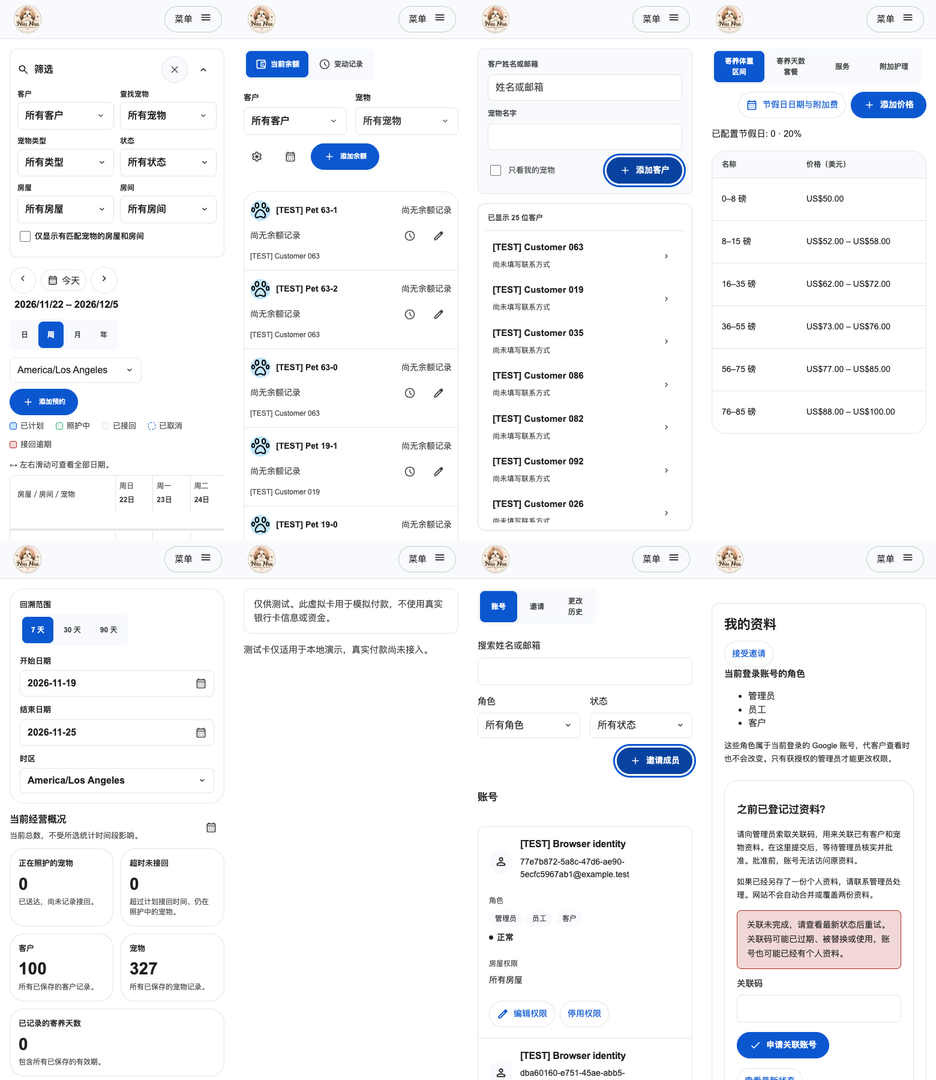 菜单
筛选
客户
查找宠物
所有客户
所有宠物
宠物类型
状态
所有类型
所有状态
房屋
房间
所有房屋
所有房间
仅显示有匹配宠物的房屋和房间
今天
2026/11/22 – 2026/12/5
日 周 月 年
America/Los Angeles
添加预约
已计划 照护中 已接回 已取消
接回逾期
↔ 左右滑动可查看全部日期。
房屋 / 房间 / 宠物
周日 周一 周二
22日 23日 24日
菜单
当前余额 变动记录
客户 宠物
所有客户 所有宠物
添加余额
[TEST] Pet 63-1 尚无余额记录
尚无余额记录
[TEST] Customer 063
[TEST] Pet 63-2 尚无余额记录
尚无余额记录
[TEST] Customer 063
[TEST] Pet 63-0 尚无余额记录
尚无余额记录
[TEST] Customer 063
[TEST] Pet 19-1 尚无余额记录
尚无余额记录
[TEST] Customer 019
[TEST] Pet 19-0 尚无余额记录
菜单
客户姓名或邮箱
姓名或邮箱
宠物名字
只看我的宠物
添加客户
已显示 25 位客户
[TEST] Customer 063
尚未填写联系方式
[TEST] Customer 019
尚未填写联系方式
[TEST] Customer 035
尚未填写联系方式
[TEST] Customer 086
尚未填写联系方式
[TEST] Customer 082
尚未填写联系方式
[TEST] Customer 092
尚未填写联系方式
[TEST] Customer 026
尚未填写联系方式
菜单
寄养体重
区间
寄养天数
套餐
服务
附加护理
节假日日期与附加费
添加价格
已配置节假日: 0 · 20%
名称 价格（美元）
0–8 磅 US$50.00
8–15 磅 US$52.00 – US$58.00
16–35 磅 US$62.00 – US$72.00
36–55 磅 US$73.00 – US$76.00
56–75 磅 US$77.00 – US$85.00
76–85 磅 US$88.00 – US$100.00
菜单
回溯范围
7 天 30 天 90 天
开始日期
2026-11-19
结束日期
2026-11-25
时区
America/Los Angeles
当前经营概况
当前总数，不受所选统计时间段影响。
正在照护的宠物
0
已送达，尚未记录接回。
超时未接回
0
超过计划接回时间、仍在
照护中的宠物。
客户
100
所有已保存的客户记录。
宠物
327
所有已保存的宠物记录。
已记录的寄养天数
0
包含所有已保存的有效期。
菜单
仅供测试。此虚拟卡用于模拟付款，不使用真实
银行卡信息或资金。
测试卡仅适用于本地演示，真实付款尚未接入。
菜单
账号
邀请
更改
历史
搜索姓名或邮箱
角色 状态
所有角色 所有状态
邀请成员
账号
[TEST] Browser identity
77e7b872-5a8c-47d6-ae90-
5ecfc5967ab1@example.test
角色
管理员 员工 客户
正常
房屋权限
所有房屋
编辑权限 停用权限
[TEST] Browser identity
dba60160-e751-45ae-abb5-
菜单
我的资料
接受邀请
当前登录账号的角色
• 管理员
• 员工
• 客户
这些角色属于当前登录的 Google 账号，代客户查看时
也不会改变。只有获授权的管理员才能更改权限。
之前已登记过资料?
请向管理员索取关联码，用来关联已有客户和宠
物资料。在这里提交后，等待管理员核实并批
准。批准前，账号无法访问原资料。
如果已经另存了一份个人资料，请联系管理员处
理。网站不会自动合并或覆盖两份资料。
关联未完成，请查看最新状态后重试。
关联码可能已过期、被替换或使用，账
号也可能已经有个人资料。
关联码
申请关联账号
查看最新状态